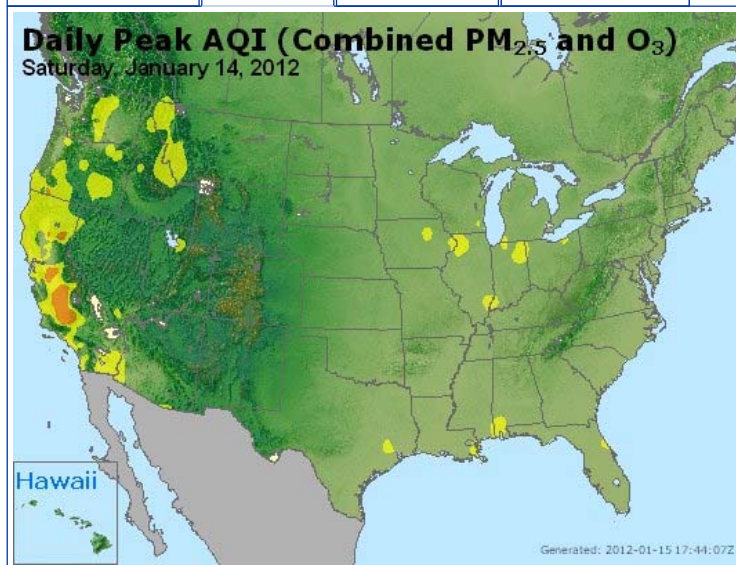 Daily Peak AQI (Combined PM2.5 and O3)
Saturday, January 14, 2012
Hawaii
Generated: 2012-01-15 17:44:07Z